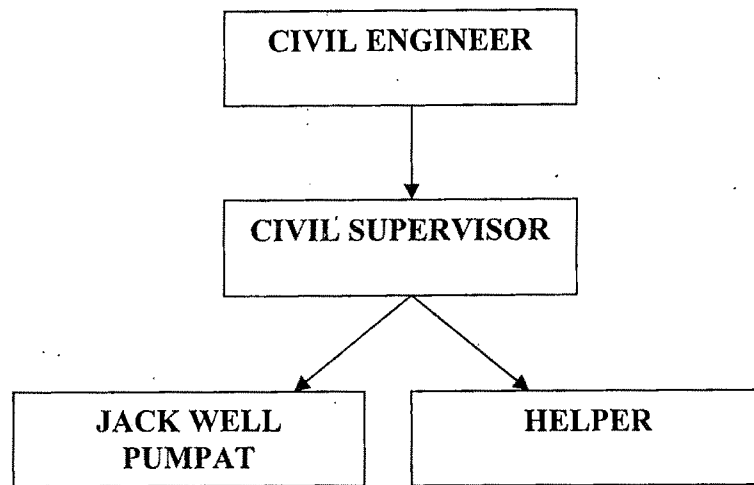 CIVIL ENGINEER
CIVIL SUPERVISOR
JACK WELL
PUMPAT
HELPER